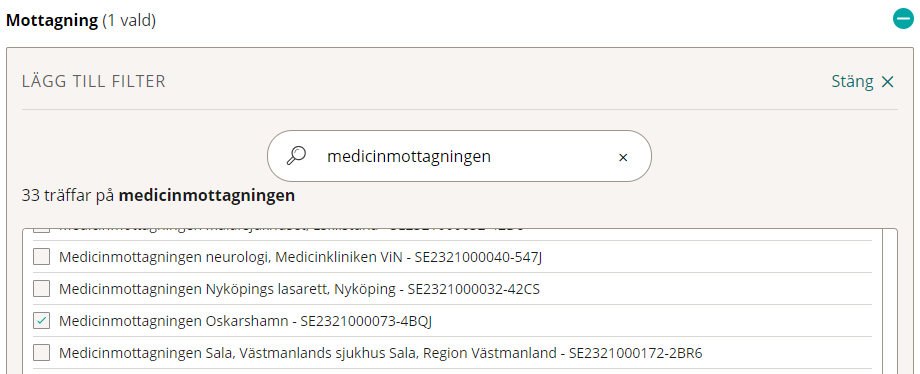 Mottagning (1 vald)
LÄGG TILL FILTER
Stäng
medicinmottagningen
33 träffar på medicinmottagningen
Medicinmottagningen neurologi, Medicinkliniken ViN - SE2321000040-547J
Medicinmottagningen Nyköpings lasarett, Nyköping - SE2321000032-42CS
Medicinmottagningen Oskarshamn - SE2321000073-4BQJ
Medicinmottagningen Sala, Västmanlands sjukhus Sala, Region Västmanland - SE2321000172-2BR6